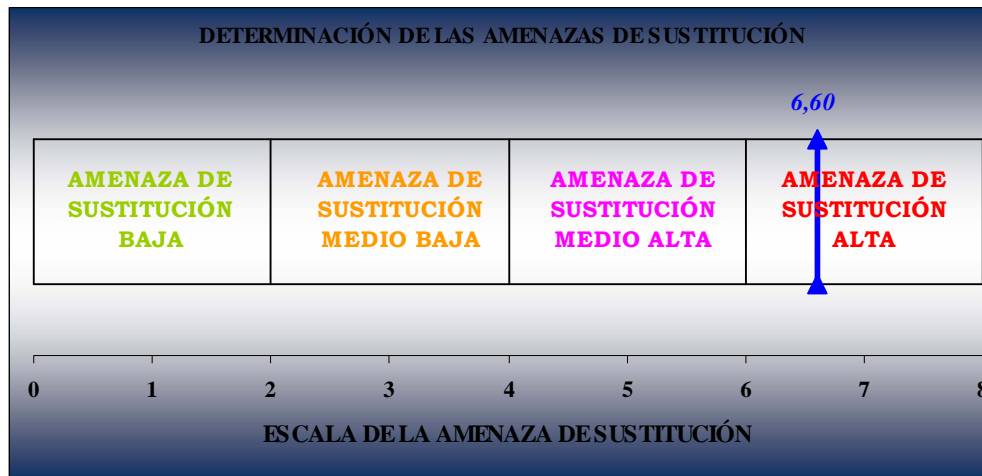 DETERMINACIÓN DE LAS AMENAZAS DE SUSTITUCIÓN
6,60
AMENAZA DE
SUSTITUCIÓN
BAJA
AMENAZA DE
SUSTITUCIÓN
MEDIO BAJA
AMENAZA DE
SUSTITUCIÓN
MEDIO ALTA
AMENAZA DE
SUSTITUCIÓN
ALTA
0 1 2 3 4 5 6 7 8
ESCALA DE LA AMENAZA DE SUSTITUCIÓN